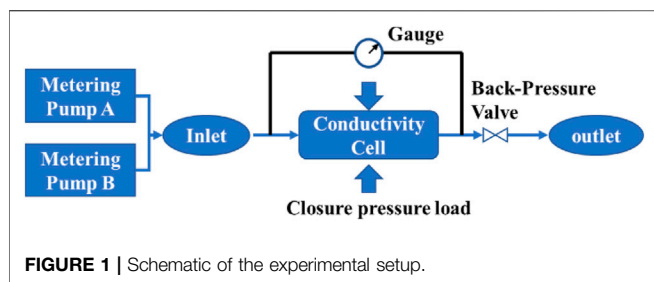 Gauge
Metering
Pump A
Back-Pressure
Valve
Inlet
Conductivity
Cell
outlet
Metering
Pump B
Closure pressure load
FIGURE 1 | Schematic of the experimental setup.